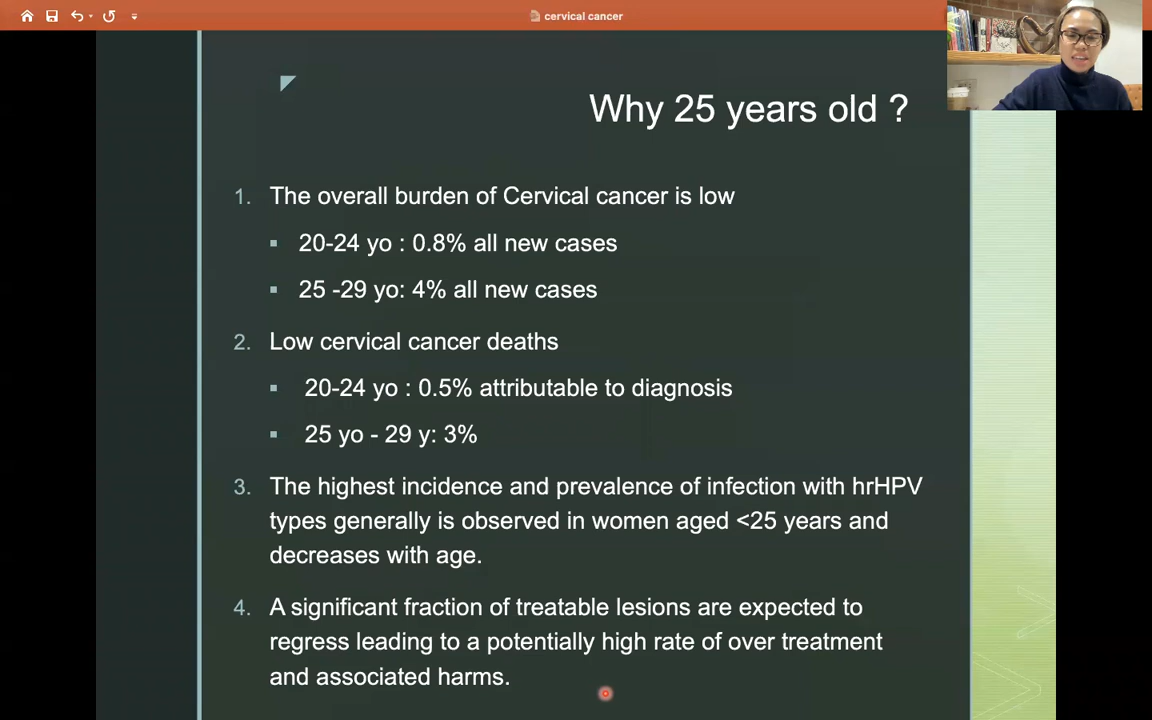 cervical cancer
Why 25 years old ?
1. The overall burden of Cervical cancer is low
▪ 20-24 yo : 0.8% all new cases
▪ 25 -29 yo: 4% all new cases
2. Low cervical cancer deaths
▪ 20-24 yo : 0.5% attributable to diagnosis
▪ 25 yo - 29 y: 3%
3. The highest incidence and prevalence of infection with hrHPV
types generally is observed in women aged <25 years and
decreases with age.
4. A significant fraction of treatable lesions are expected to
regress leading to a potentially high rate of over treatment
and associated harms.